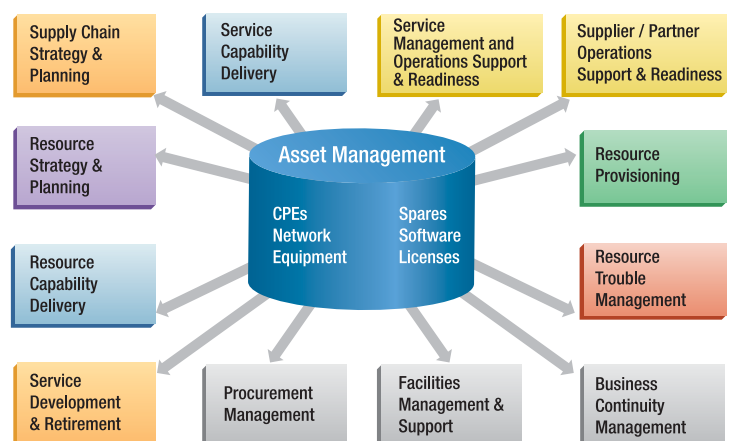 Supply Chain
Strategy &
Planning
Service
Capability
Delivery
Service
Management and
Operations Support
& Readiness
Supplier / Partner
Operations
Support & Readiness
Resource
Strategy &
Planning
Asset Management
CPEs
Network
Equipment
Spares
Software
Licenses
Resource
Provisioning
Resource
Capability
Delivery
Resource
Trouble
Management
Service
Development
& Retirement
Procurement
Management
Facilities
Management &
Support
Business
Continuity
Management